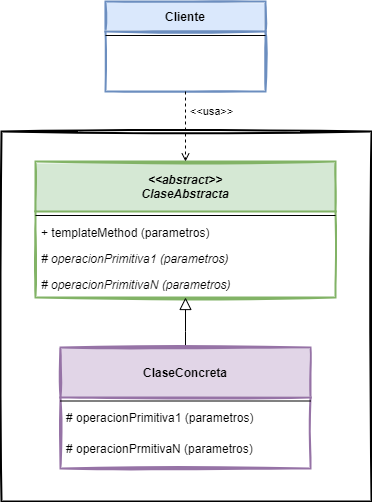 Cliente
<<usa>>
<<abstract>>
ClaseAbstracta
+ templateMethod (parametros)
# operacionPrimitiva1 (parametros)
# operacionPrimitivaN (parametros)
ClaseConcreta
# operacionPrimitiva1 (parametros)
# operacionPrmitivaN (parametros)